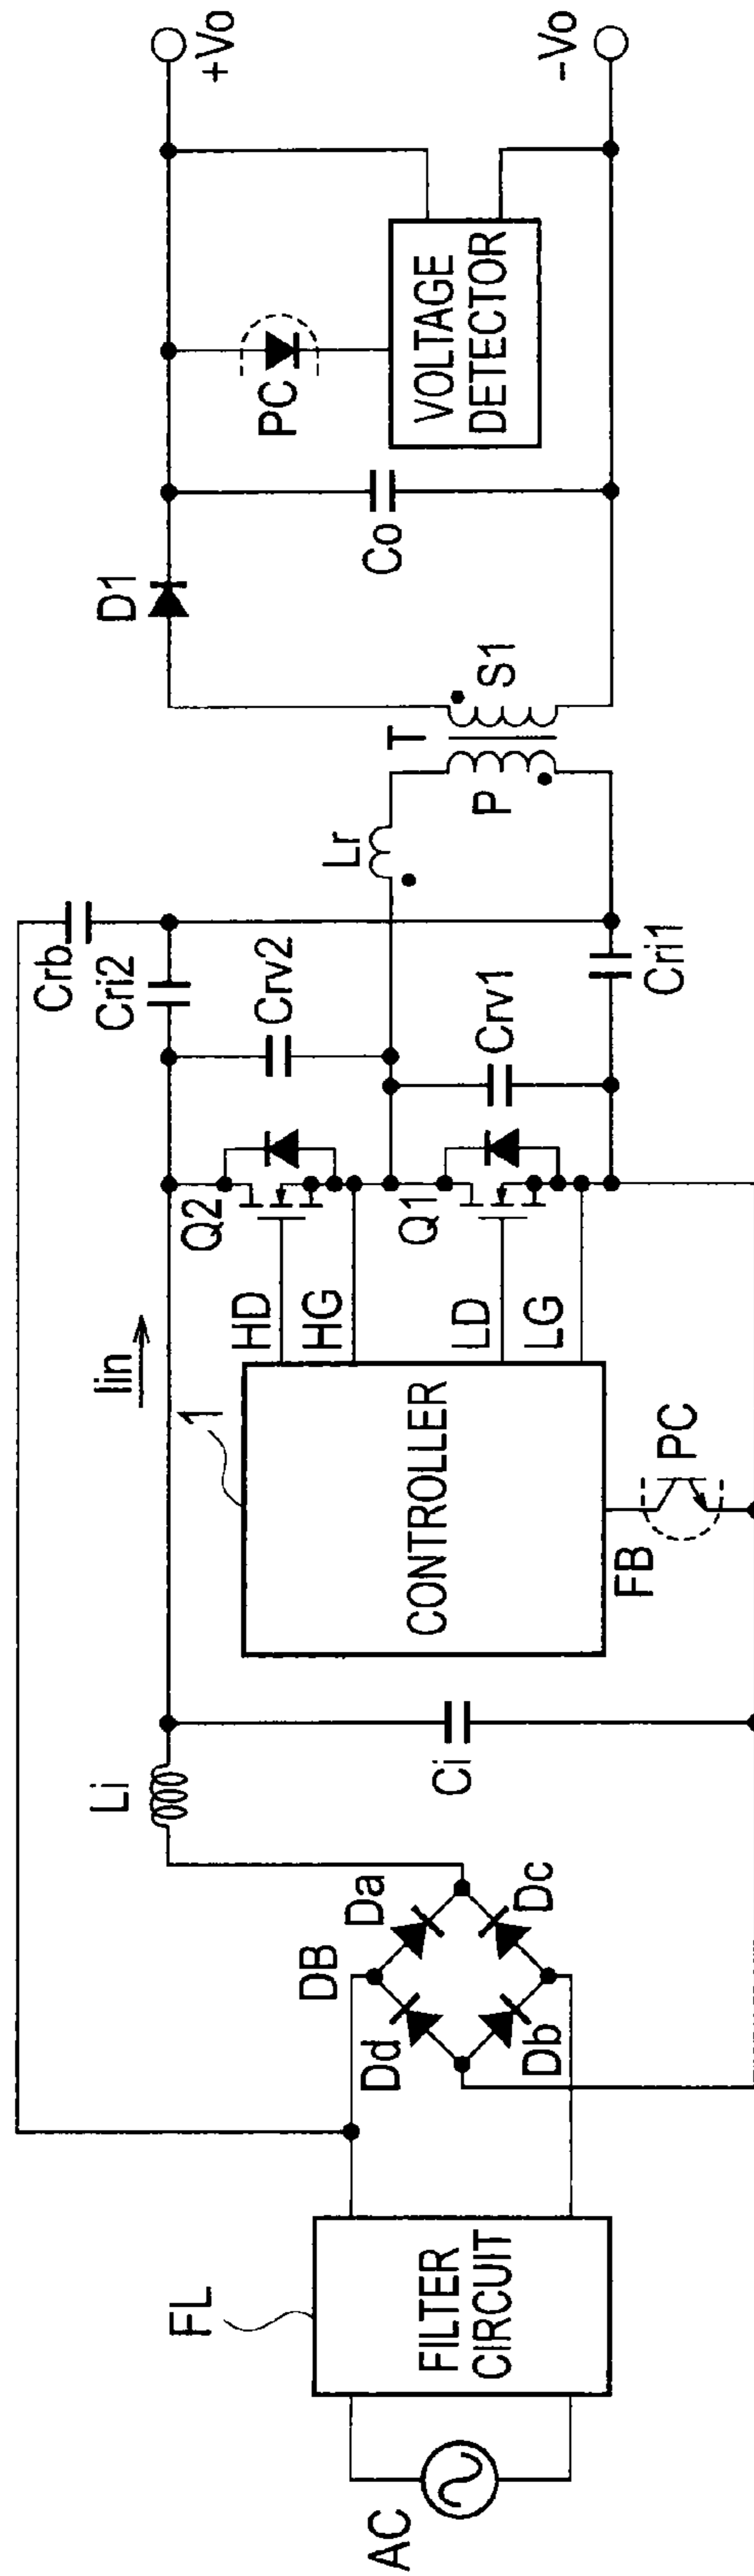 AC
FL
FILTER
CIRCUIT
DB
Da
Dd
Db
Dc
Li
Ci
Iin
1
CONTROLLER
HD
HG
LD
LG
FB
PC
Q2
Q1
Crb
Cri2
Crv2
Crv1
Cri1
Lr
T
P
S1
D1
Co
PC
VOLTAGE
DETECTOR
+Vo
−Vo